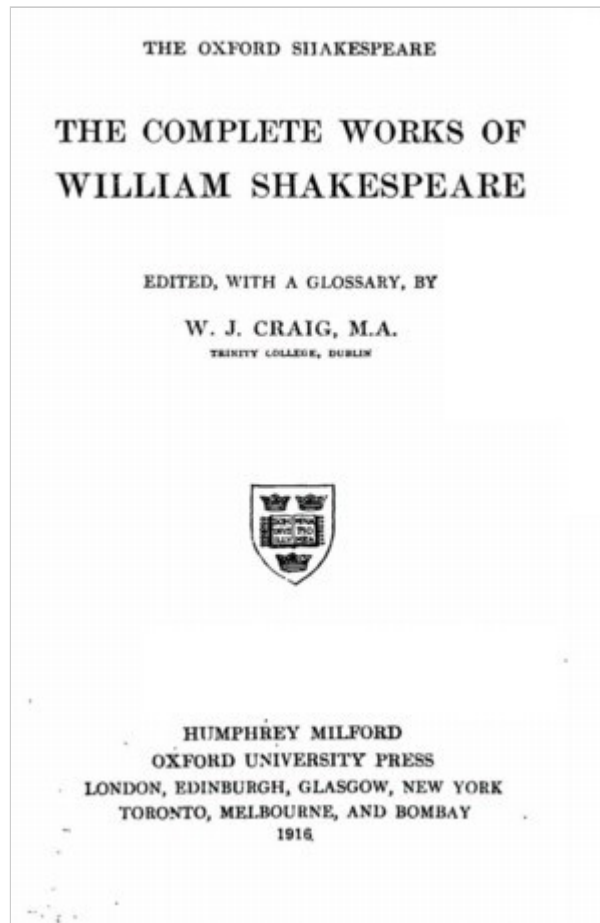 THE OXFORD SHAKESPEARE
THE COMPLETE WORKS OF
WILLIAM SHAKESPEARE
EDITED, WITH A GLOSSARY, BY
W. J. CRAIG, M.A.
TRINITY COLLEGE, DUBLIN
HUMPHREY MILFORD
OXFORD UNIVERSITY PRESS
LONDON, EDINBURGH, GLASGOW, NEW YORK
TORONTO, MELBOURNE, AND BOMBAY
1916